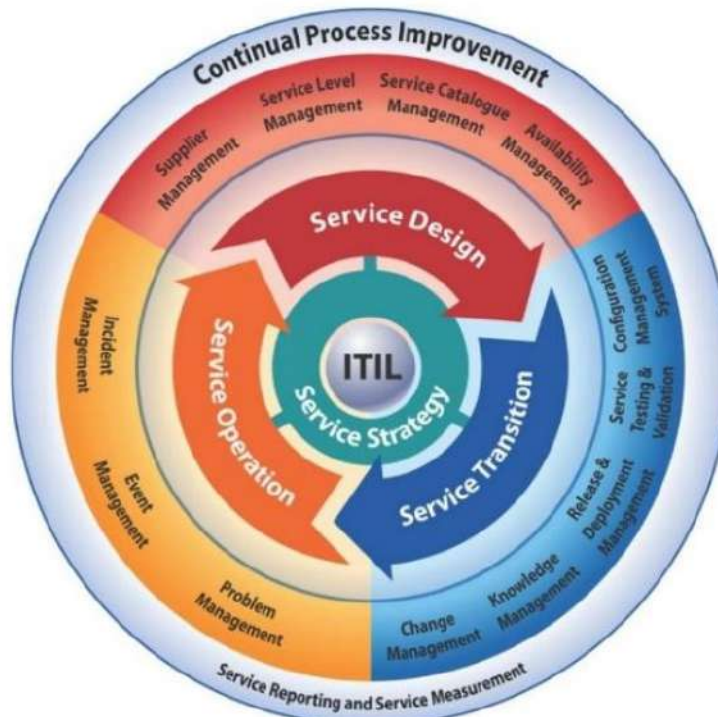 Continual Process Improvement
Supplier
Management
Service Level
Management
Service Catalogue
Management
Availability
Management
Configuration
Management
System
Service
Testing &
Validation
Release &
Deployment
Management
Knowledge
Management
Change
Management
Problem
Management
Event
Management
Incident
Management
Service Design
Service Transition
Service Operation
ITIL
Service Strategy
Service Reporting and Service Measurement